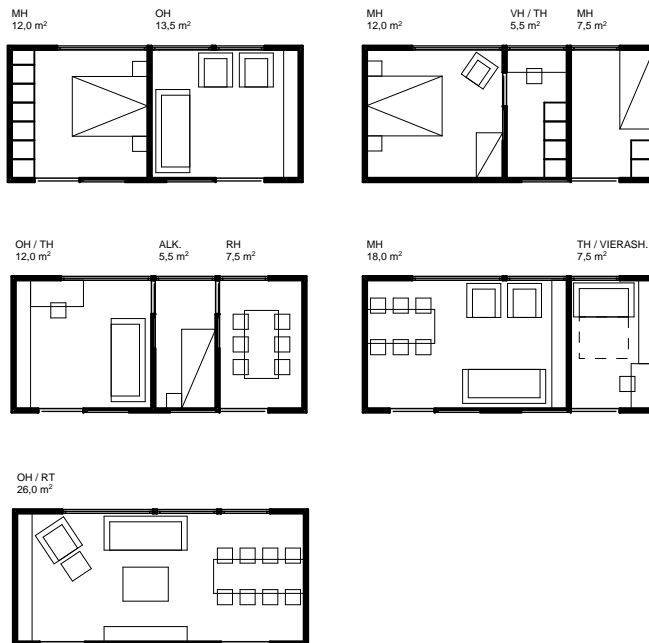 MH
12,0 m²
OH
13,5 m²
MH
12,0 m²
VH / TH
5,5 m²
MH
7,5 m²
OH / TH
12,0 m²
ALK.
5,5 m²
RH
7,5 m²
MH
18,0 m²
TH / VIERASH.
7,5 m²
OH / RT
26,0 m²